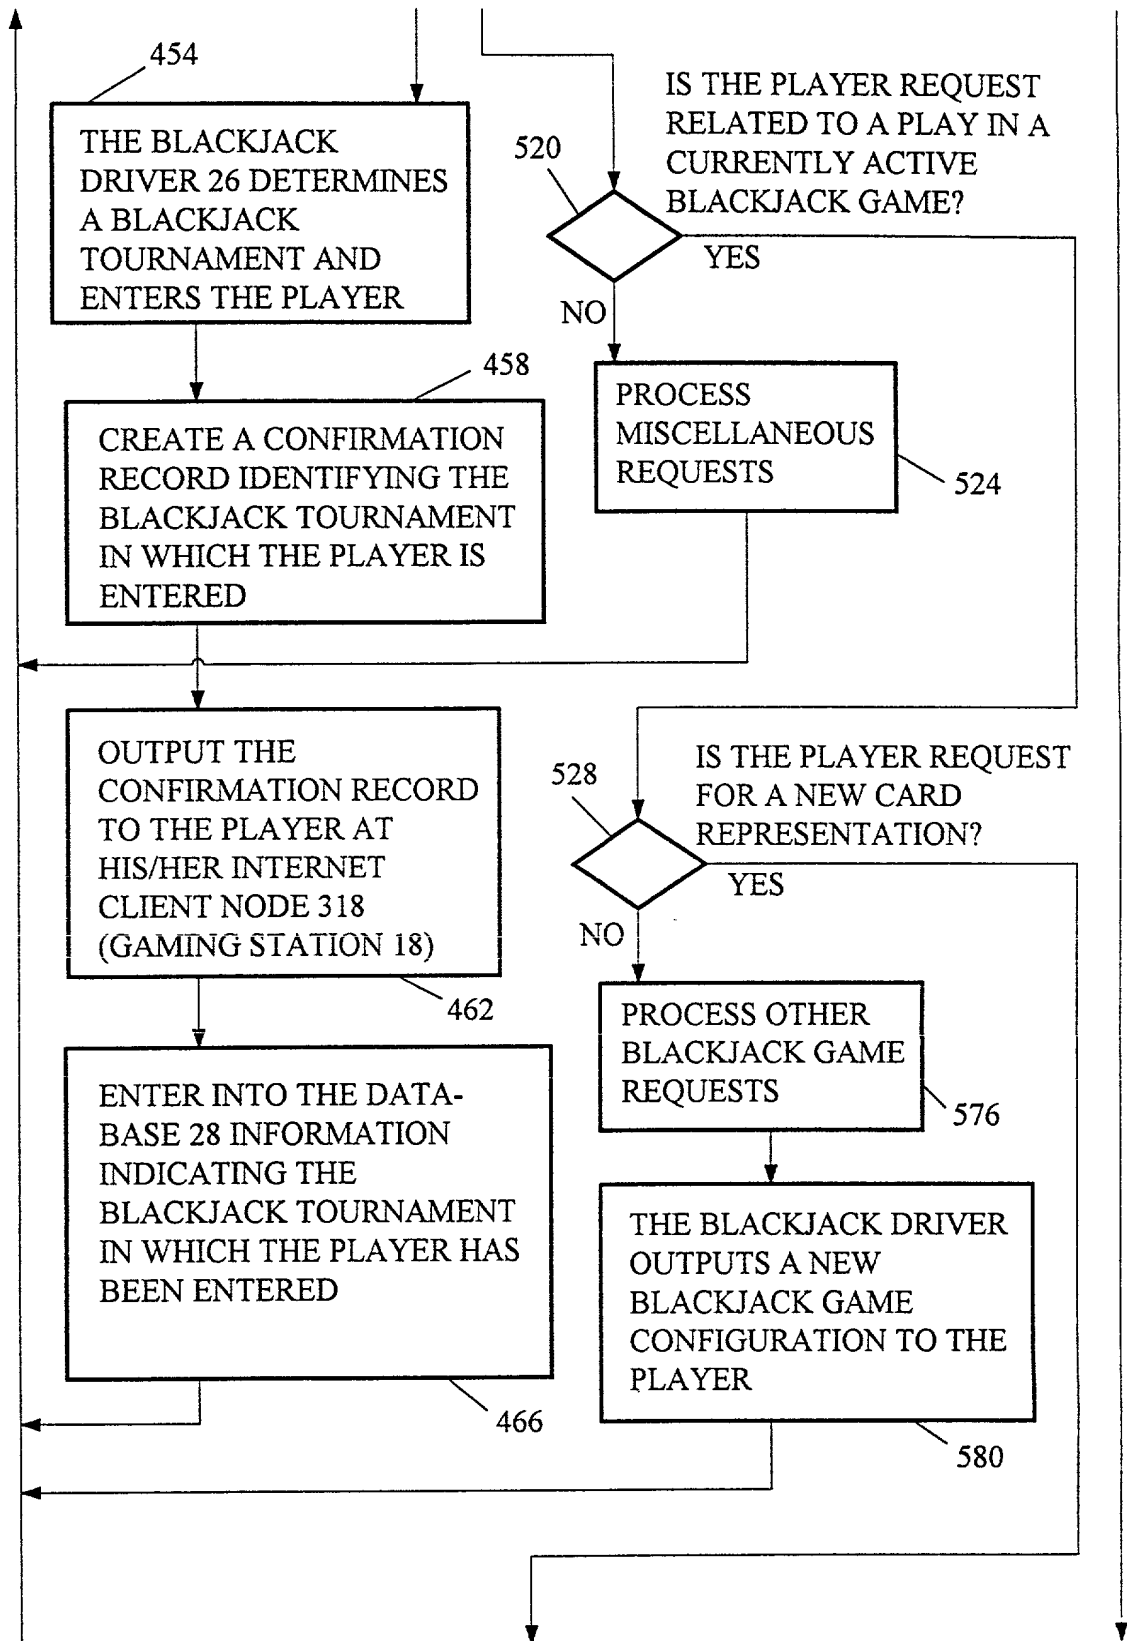 454
THE BLACKJACK
DRIVER 26 DETERMINES
A BLACKJACK
TOURNAMENT AND
ENTERS THE PLAYER
458
CREATE A CONFIRMATION
RECORD IDENTIFYING THE
BLACKJACK TOURNAMENT
IN WHICH THE PLAYER IS
ENTERED
OUTPUT THE
CONFIRMATION RECORD
TO THE PLAYER AT
HIS/HER INTERNET
CLIENT NODE 318
(GAMING STATION 18)
462
ENTER INTO THE DATA-
BASE 28 INFORMATION
INDICATING THE
BLACKJACK TOURNAMENT
IN WHICH THE PLAYER HAS
BEEN ENTERED
466
IS THE PLAYER REQUEST
RELATED TO A PLAY IN A
CURRENTLY ACTIVE
BLACKJACK GAME?
520
YES
NO
PROCESS
MISCELLANEOUS
REQUESTS
524
IS THE PLAYER REQUEST
FOR A NEW CARD
REPRESENTATION?
528
YES
NO
PROCESS OTHER
BLACKJACK GAME
REQUESTS
576
THE BLACKJACK DRIVER
OUTPUTS A NEW
BLACKJACK GAME
CONFIGURATION TO THE
PLAYER
580